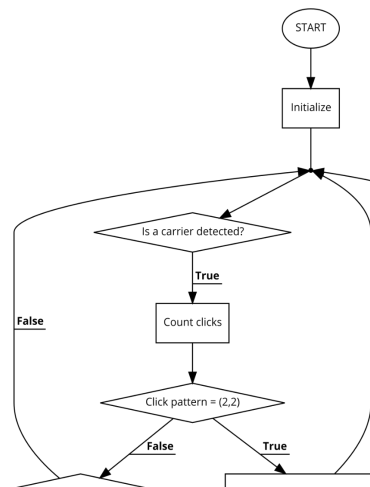 START
Initialize
Is a carrier detected?
True
False
Count clicks
Click pattern = (2,2)
False
True